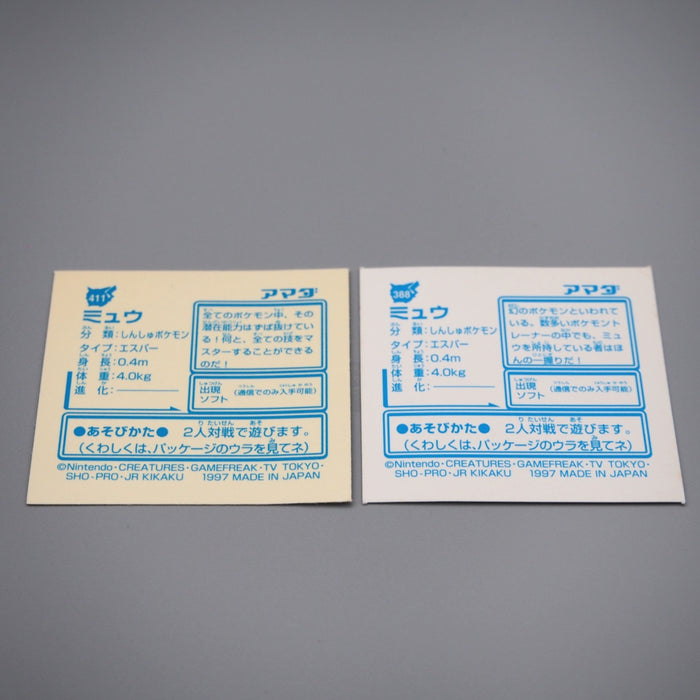 411
アマダ
ミュウ
分類:しんしゅポケモン
タイプ:エスパー
身長:0.4m
体重:4.0kg
進化:————
全てのポケモン中、その
潜在能力はずば抜けてい
る!何と、全ての技をマ
スターすることができる
のだ!
出現
ソフト
(通信でのみ入手可能)
●あそびかた● 2人対戦で遊びます。
(くわしくは、パッケージのウラを見てネ)
©Nintendo・CREATURES・GAMEFREAK・TV TOKYO・
SHO-PRO・JR KIKAKU 1997 MADE IN JAPAN
388
アマダ
ミュウ
分類:しんしゅポケモン
タイプ:エスパー
身長:0.4m
体重:4.0kg
進化:————
幻のポケモンといわれて
いる。数多いポケモント
レーナーの中でも、ミュ
ウを所持している者はほ
んの一握りだ!
出現
ソフト
(通信でのみ入手可能)
●あそびかた● 2人対戦で遊びます。
(くわしくは、パッケージのウラを見てネ)
©Nintendo・CREATURES・GAMEFREAK・TV TOKYO・
SHO-PRO・JR KIKAKU 1997 MADE IN JAPAN